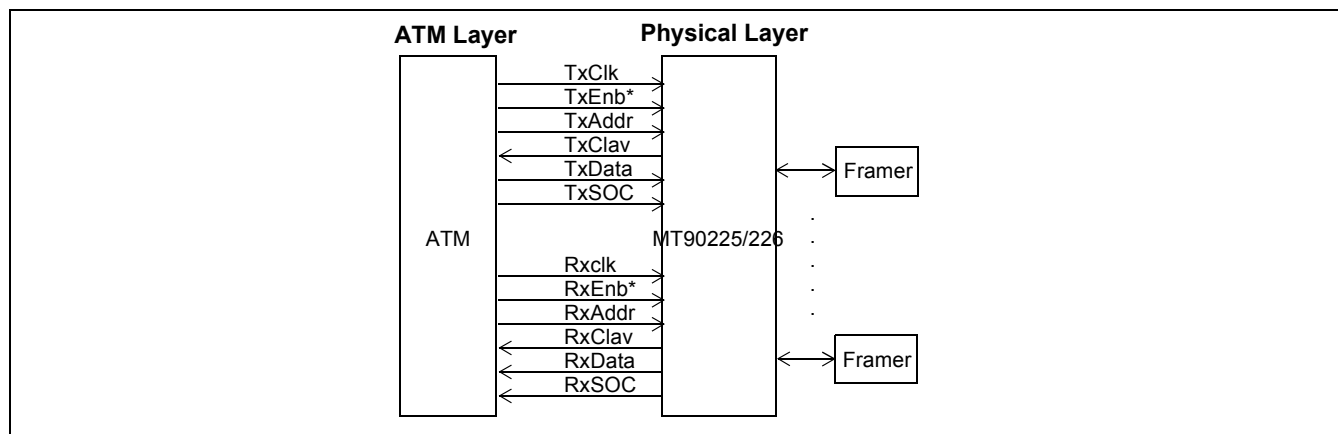 ATM Layer
Physical Layer
TxClk
TxEnb*
TxAddr
TxClav
TxData
TxSOC
Framer
ATM
MT90225/226
Rxclk
RxEnb*
RxAddr
RxClav
RxData
RxSOC
Framer